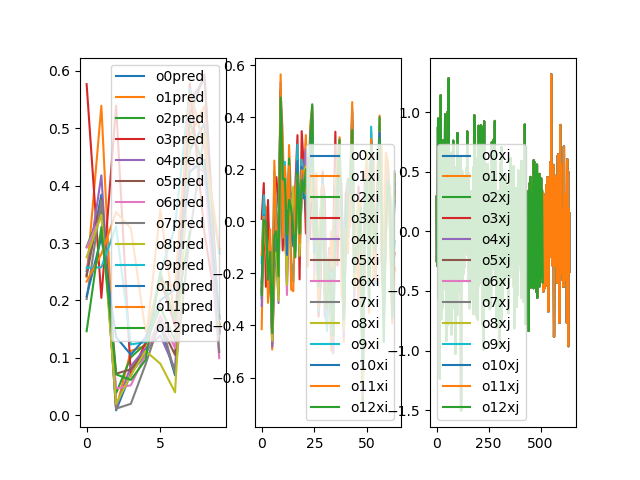 0.6
0.5
0.4
0.3
0.2
0.1
0.0
0
5
o0pred
o1pred
o2pred
o3pred
o4pred
o5pred
o6pred
o7pred
o8pred
o9pred
o10pred
o11pred
o12pred
0.6
0.4
0.2
0.0
−0.2
−0.4
−0.6
0
25
50
o0xi
o1xi
o2xi
o3xi
o4xi
o5xi
o6xi
o7xi
o8xi
o9xi
o10xi
o11xi
o12xi
1.0
0.5
0.0
−0.5
−1.0
−1.5
0
250
500
o0xj
o1xj
o2xj
o3xj
o4xj
o5xj
o6xj
o7xj
o8xj
o9xj
o10xj
o11xj
o12xj